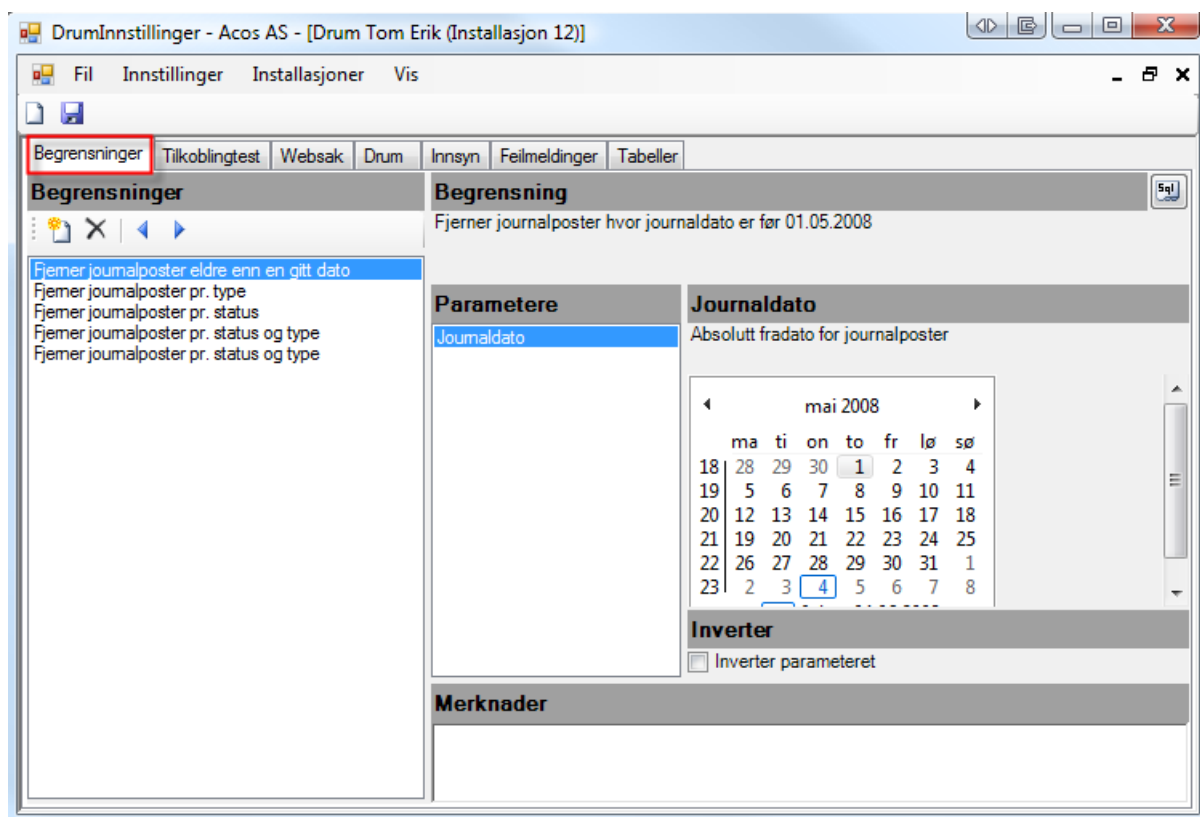 DrumInnstillinger - Acos AS - [Drum Tom Erik (Installasjon 12)]
Fil Innstillinger Installasjoner Vis
Begrensninger Tilkoblingtest Websak Drum Innsyn Feilmeldinger Tabeller
Begrensninger
Fjerner journalposter eldre enn en gitt dato
Fjerner journalposter pr. type
Fjerner journalposter pr. status
Fjerner journalposter pr. status og type
Fjerner journalposter pr. status og type
Begrensning
Sql
Fjerner journalposter hvor journaldato er før 01.05.2008
Parametere
Journaldato
Journaldato
Absolutt fradato for journalposter
mai 2008
ma ti on to fr lø sø
18 28 29 30 1 2 3 4
19 5 6 7 8 9 10 11
20 12 13 14 15 16 17 18
21 19 20 21 22 23 24 25
22 26 27 28 29 30 31 1
23 2 3 4 5 6 7 8
Inverter
Inverter parameteret
Merknader